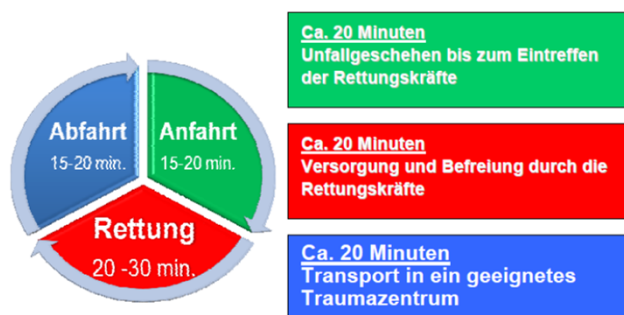 Abfahrt
15-20 min.
Anfahrt
15-20 min.
Rettung
20 -30 min.
Ca. 20 Minuten
Unfallgeschehen bis zum Eintreffen
der Rettungskräfte
Ca. 20 Minuten
Versorgung und Befreiung durch die
Rettungskräfte
Ca. 20 Minuten
Transport in ein geeignetes
Traumazentrum